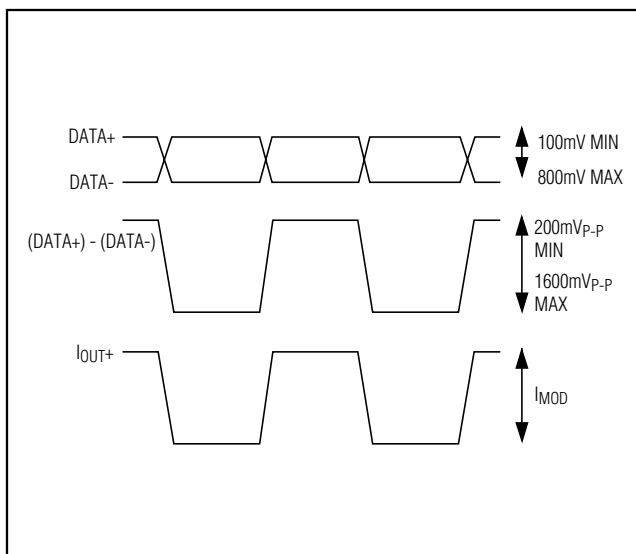 DATA+
100mV MIN
DATA-
800mV MAX
(DATA+) - (DATA-)
200mVP-P
MIN
1600mVP-P
MAX
IOUT+
IMOD